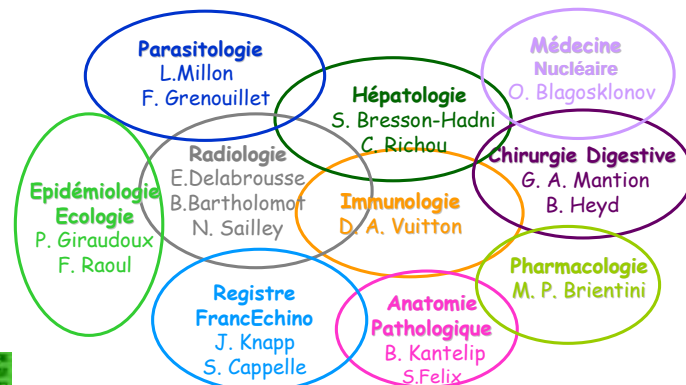 Parasitologie
L.Millon
F. Grenouillet
Médecine
Nucléaire
O. Blagosklonov
Hépatologie
S. Bresson-Hadni
C. Richou
Radiologie
E.Delabrousse
B.Bartholomot
N. Sailley
Chirurgie Digestive
G. A. Mantion
B. Heyd
Epidémiologie
Ecologie
P. Giraudoux
F. Raoul
Immunologie
D. A. Vuitton
Pharmacologie
M. P. Brientini
Registre
FrancEchino
J. Knapp
S. Cappelle
Anatomie
Pathologique
B. Kantelip
S.Felix